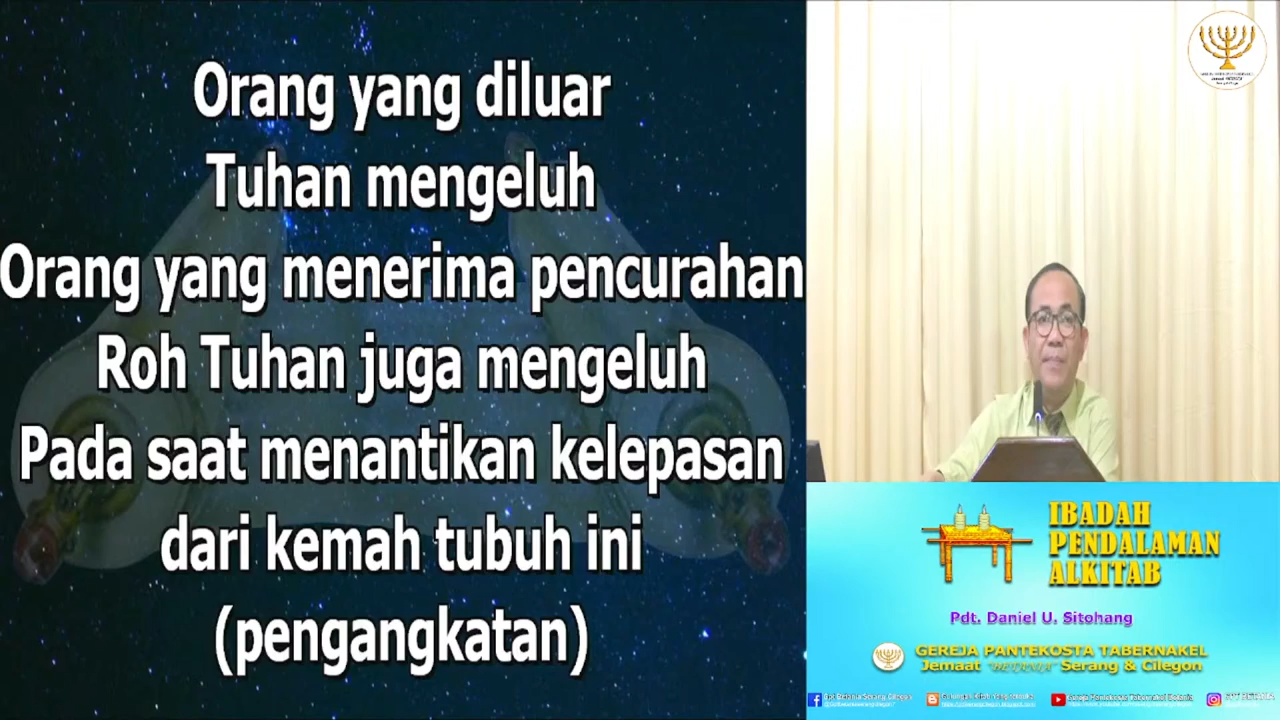 Orang yang diluar
Tuhan mengeluh
Orang yang menerima pencurahan
Roh Tuhan juga mengeluh
Pada saat menantikan kelepasan
dari kemah tubuh ini
(pengangkatan)
IBADAH
PENDALAMAN
ALKITAB
Pdt. Daniel U. Sitohang
GEREJA PANTEKOSTA TABERNAKEL
Jemaat "BETANIA" Serang & Cilegon